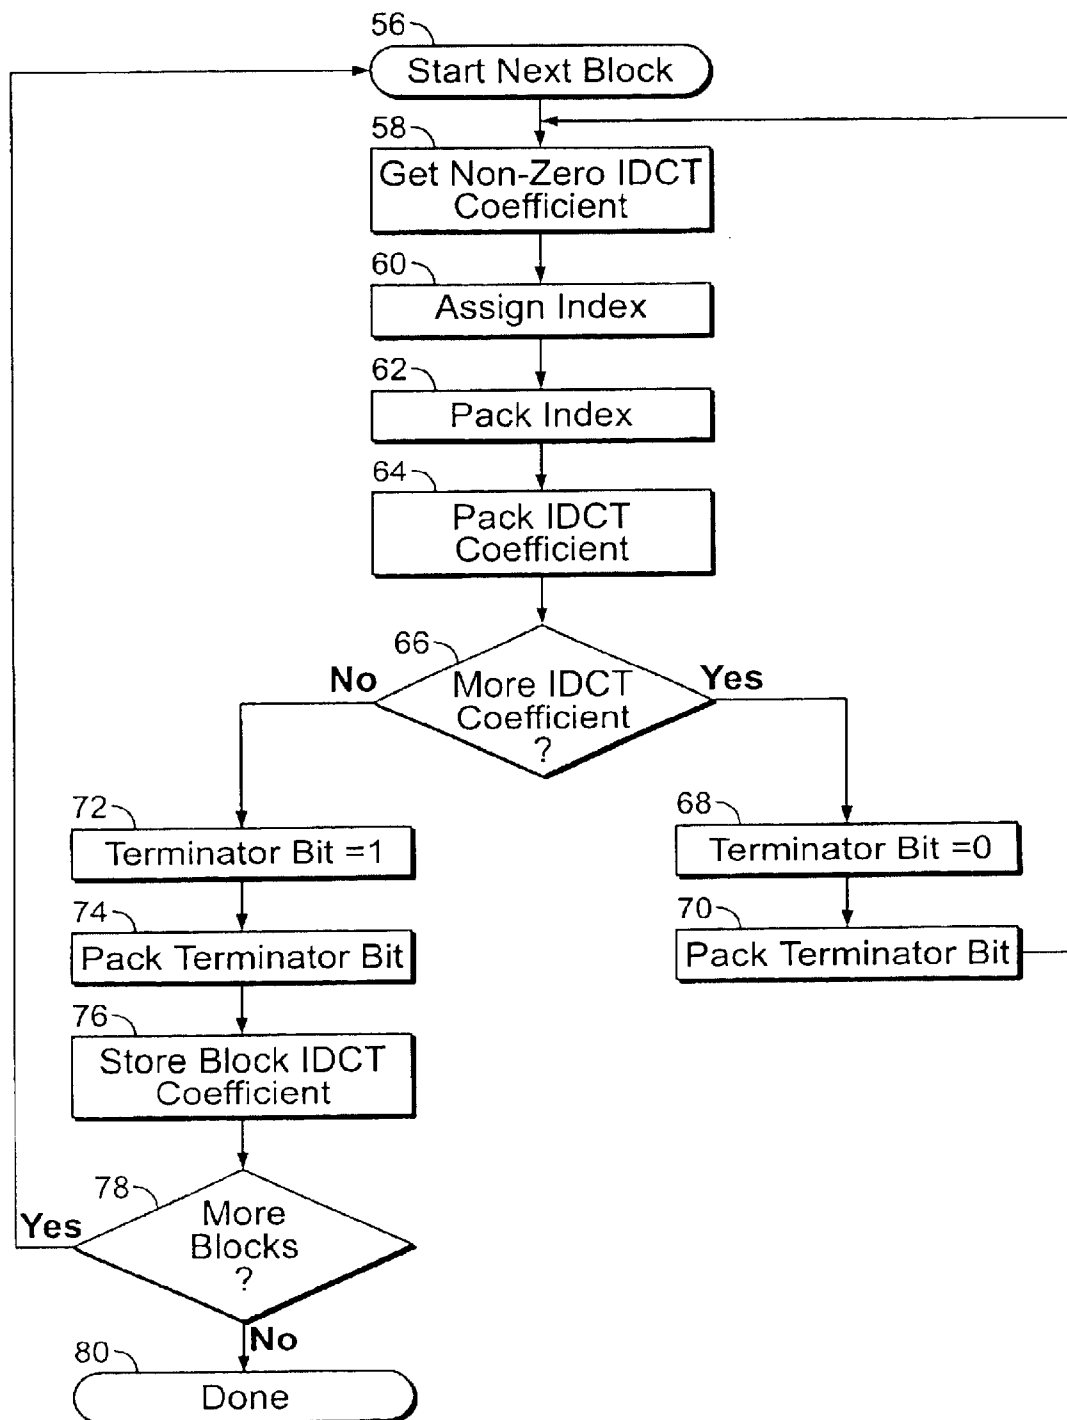 56
Start Next Block
58
Get Non-Zero IDCT
Coefficient
60
Assign Index
62
Pack Index
64
Pack IDCT
Coefficient
66
No
More IDCT
Coefficient
?
Yes
72
Terminator Bit =1
68
Terminator Bit =0
74
Pack Terminator Bit
70
Pack Terminator Bit
76
Store Block IDCT
Coefficient
78
Yes
More
Blocks
?
No
80
Done